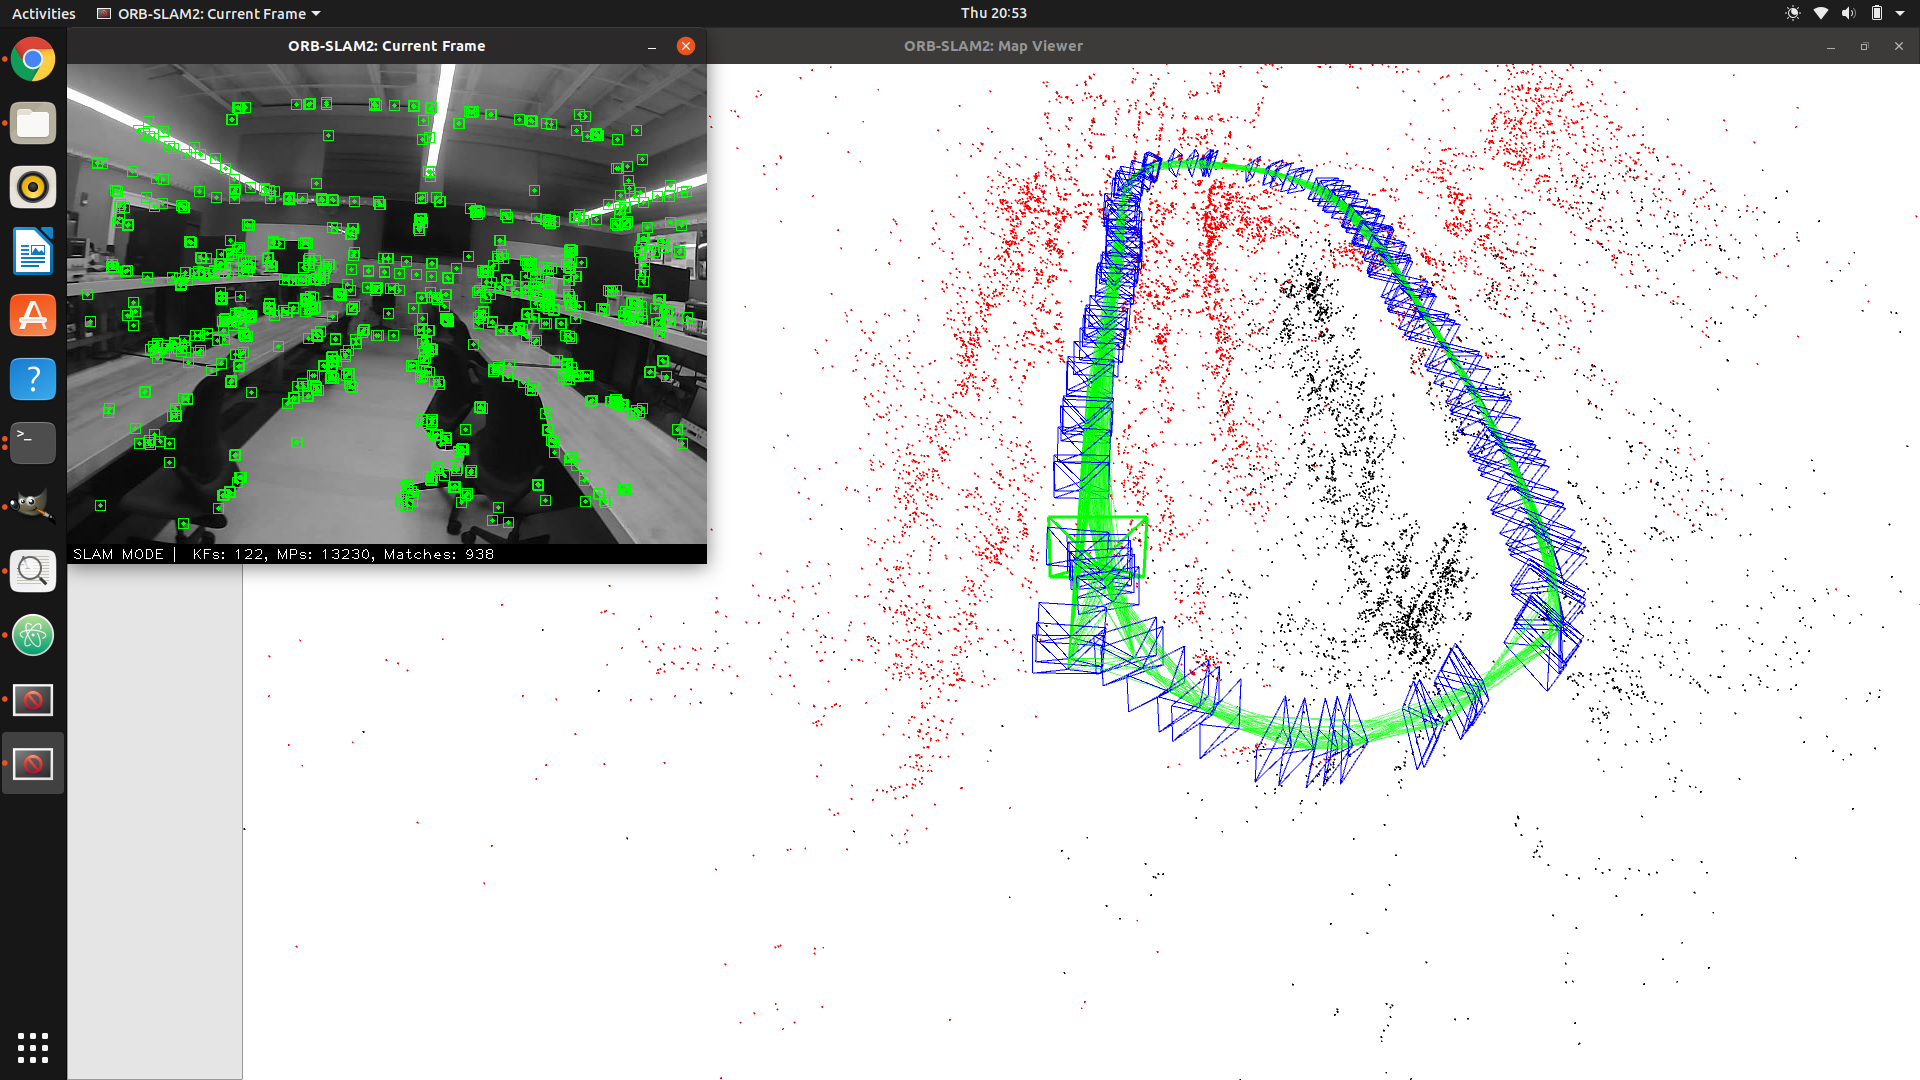 Activities
ORB-SLAM2: Current Frame
Thu 20:53
ORB-SLAM2: Current Frame
ORB-SLAM2: Map Viewer
SLAM MODE |  KFs: 122, MPs: 13230, Matches: 938